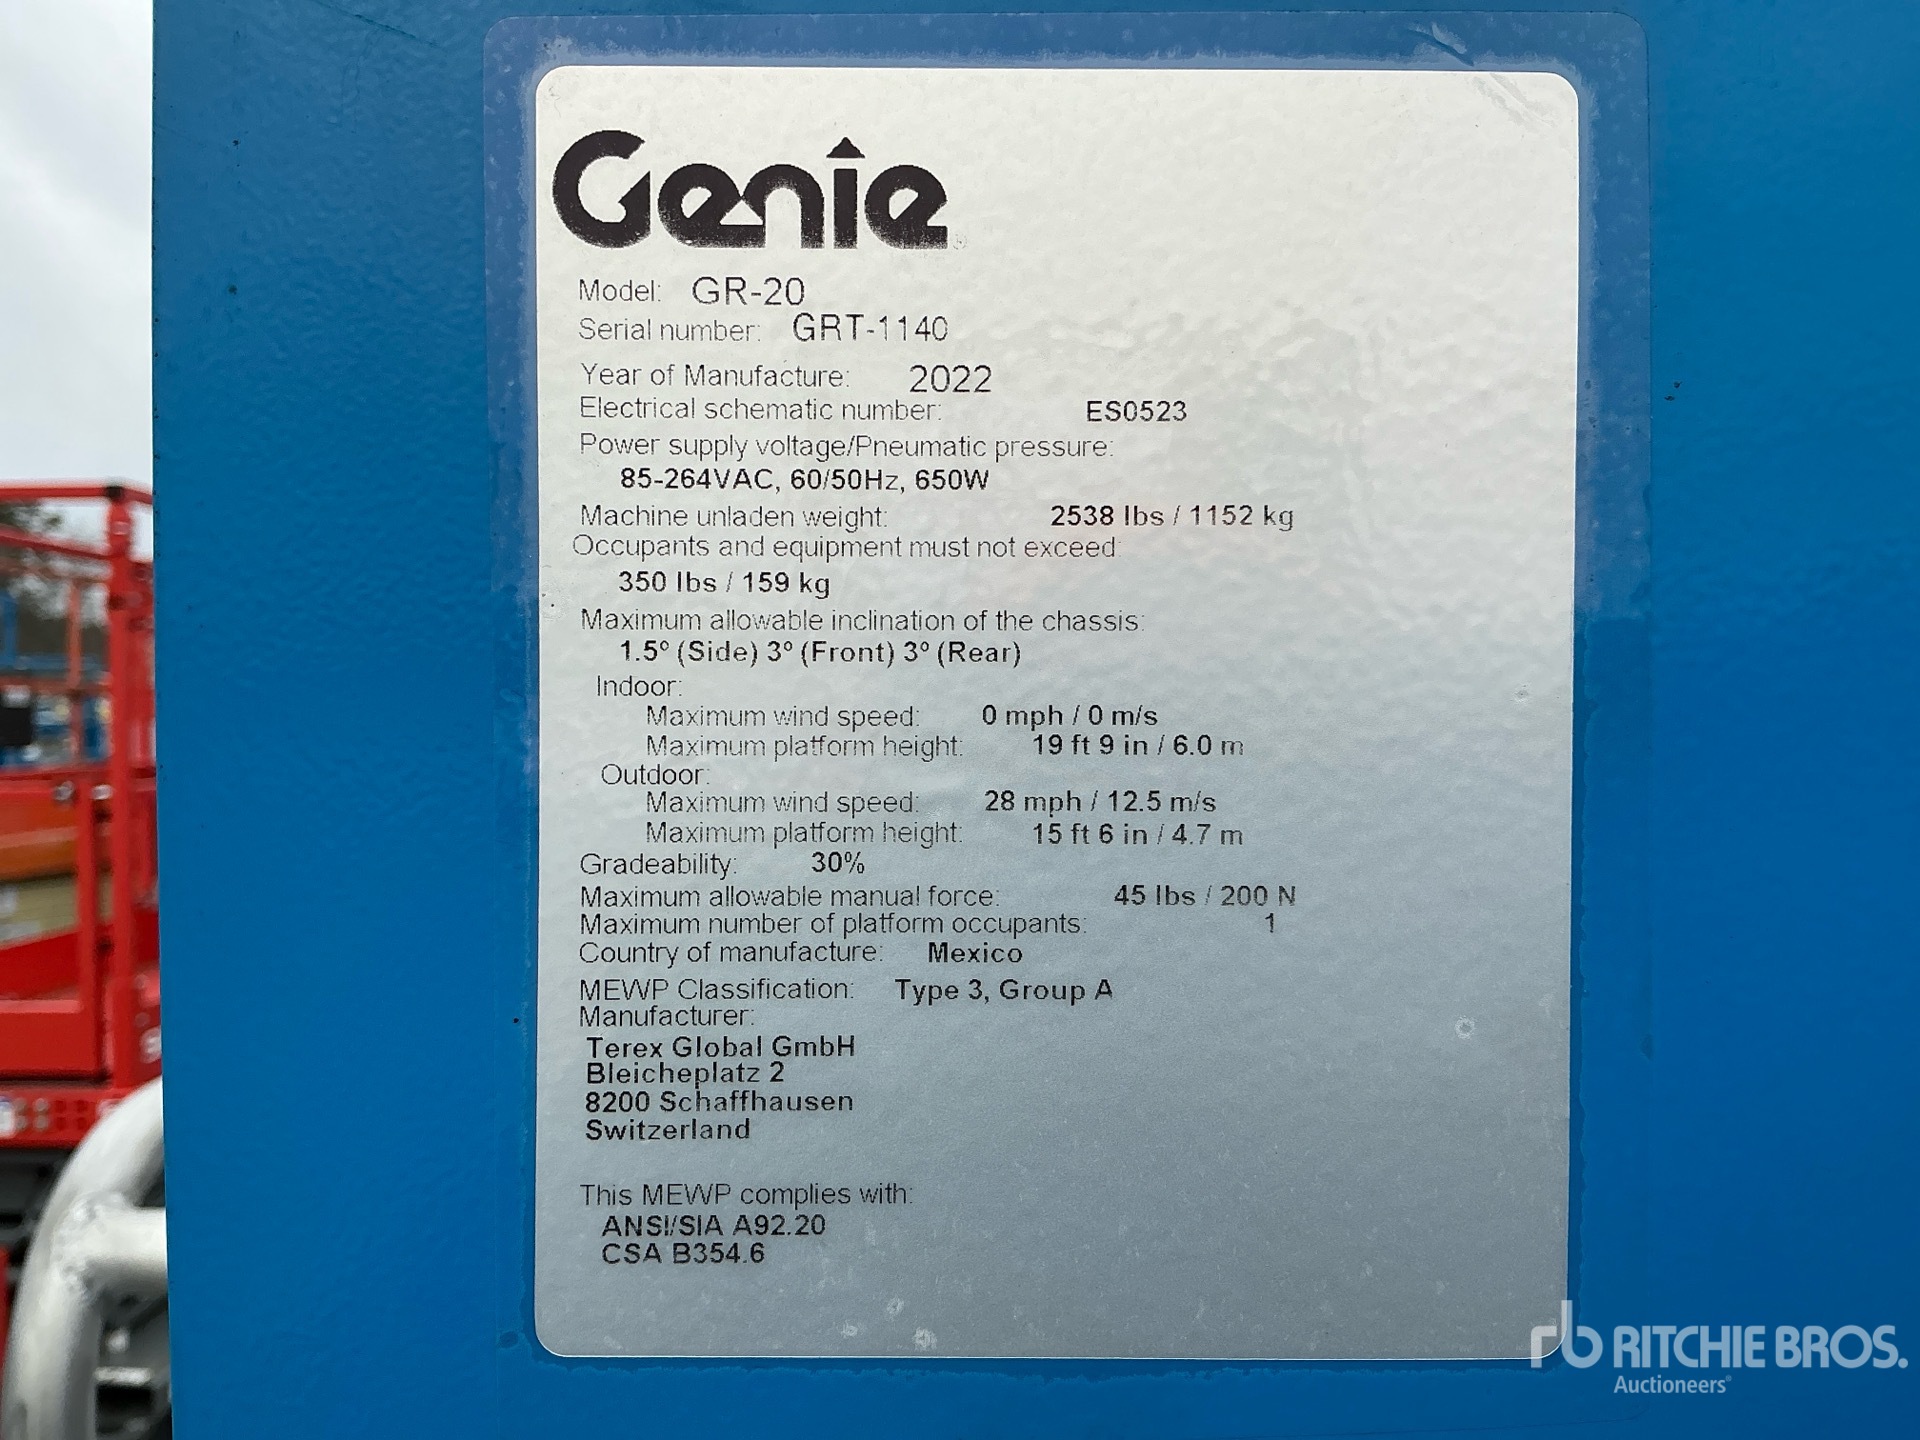 Genie
Model: GR-20
Serial number: GRT-1140
Year of Manufacture: 2022
Electrical schematic number: ES0523
Power supply voltage/Pneumatic pressure:
85-264VAC, 60/50Hz, 650W
Machine unladen weight: 2538 lbs / 1152 kg
Occupants and equipment must not exceed:
350 lbs / 159 kg
Maximum allowable inclination of the chassis:
1.5º (Side) 3º (Front) 3º (Rear)
Indoor:
Maximum wind speed: 0 mph / 0 m/s
Maximum platform height: 19 ft 9 in / 6.0 m
Outdoor:
Maximum wind speed: 28 mph / 12.5 m/s
Maximum platform height: 15 ft 6 in / 4.7 m
Gradeability: 30%
Maximum allowable manual force: 45 lbs / 200 N
Maximum number of platform occupants: 1
Country of manufacture: Mexico
MEWP Classification: Type 3, Group A
Manufacturer:
Terex Global GmbH
Bleicheplatz 2
8200 Schaffhausen
Switzerland
This MEWP complies with:
ANSI/SIA A92.20
CSA B354.6
rb RITCHIE BROS.
Auctioneers®